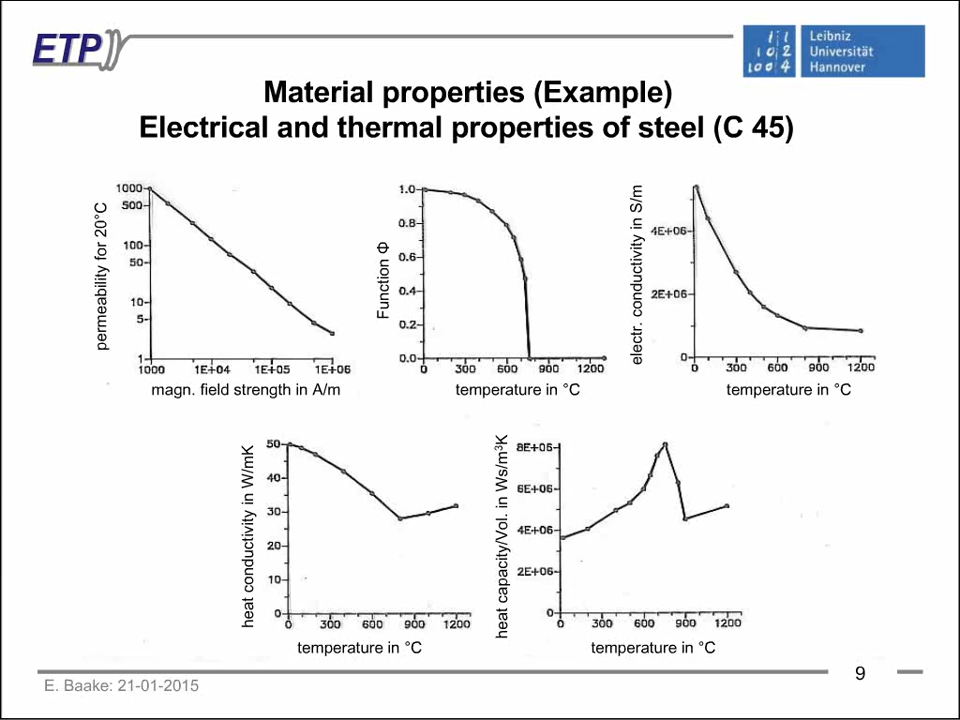 ETP
Leibniz
Universität
Hannover
Material properties (Example)
Electrical and thermal properties of steel (C 45)
permeability for 20°C
1000
500
100
50
10
5
1
1000 1E+04 1E+05 1E+06
magn. field strength in A/m
Function Φ
1.0
0.8
0.6
0.4
0.2
0.0
0 300 600 900 1200
temperature in °C
electr. conductivity in S/m
4E+06
2E+06
0
0 300 600 900 1200
temperature in °C
heat conductivity in W/mK
50
40
30
20
10
0
0 300 600 900 1200
temperature in °C
heat capacity/Vol. in Ws/m³K
8E+06
6E+06
4E+06
2E+06
0
0 300 600 900 1200
temperature in °C
E. Baake: 21-01-2015
9